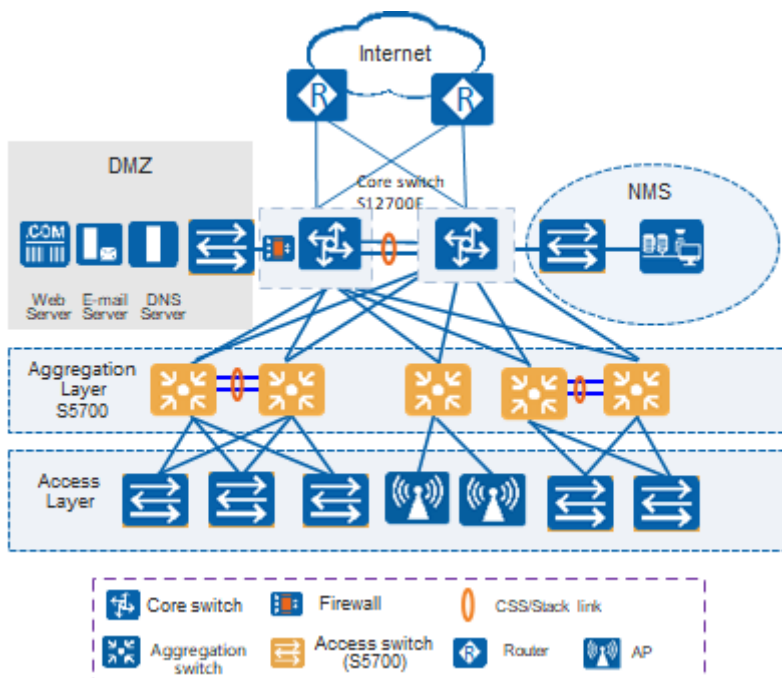 Internet
R
R
DMZ
Core switch
S12700E
NMS
.COM
Web
Server
E-mail
Server
DNS
Server
Aggregation
Layer
S5700
Access
Layer
Core switch
Firewall
CSS/Stack link
Aggregation
switch
Access switch
(S5700)
R
Router
AP